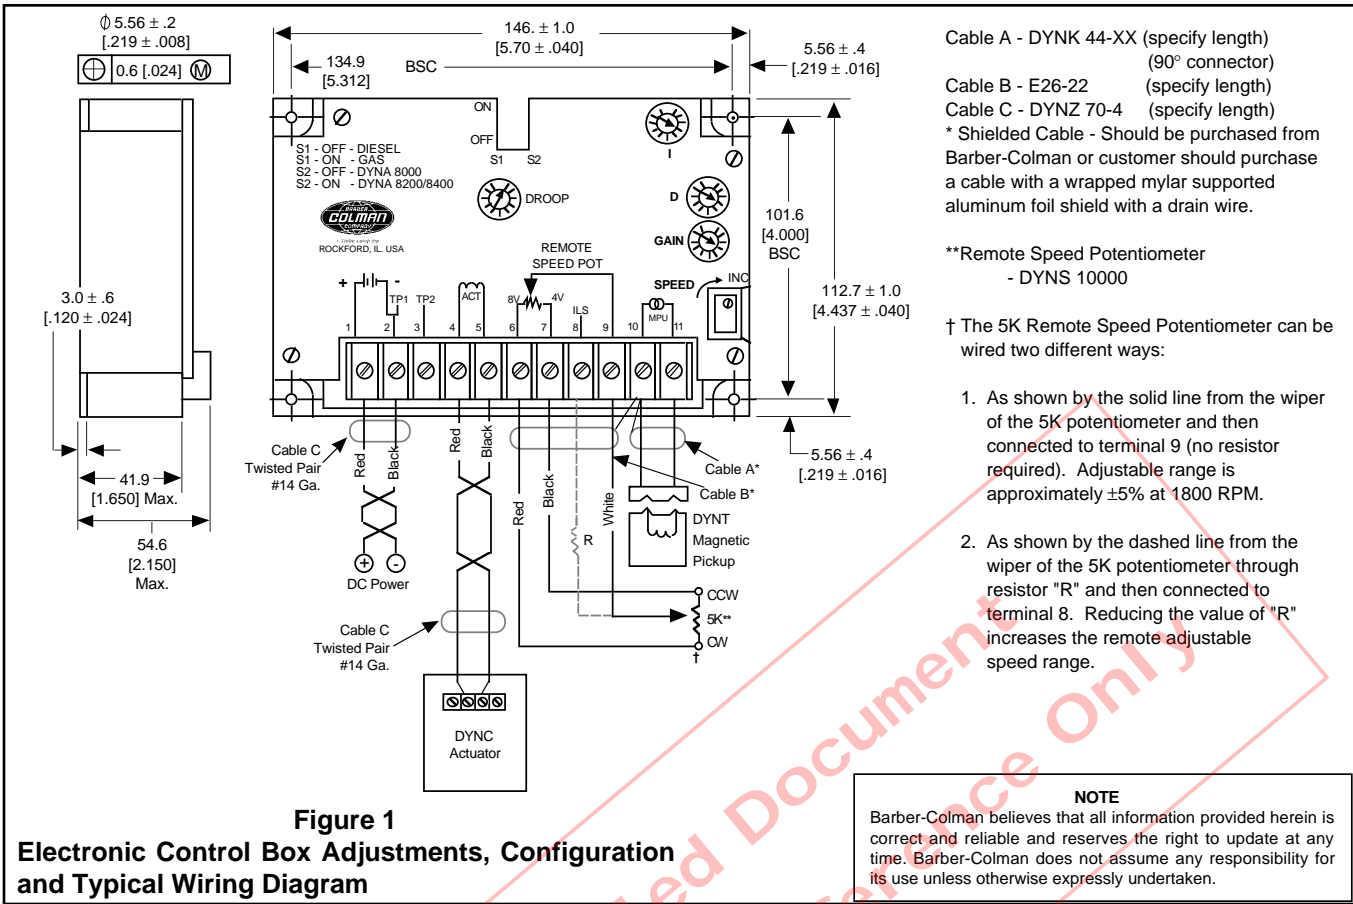 ⌀ 5.56 ± .2
[.219 ± .008]
⌖ 0.6 [.024] Ⓜ
146. ± 1.0
[5.70 ± .040]
134.9
[5.312]
BSC
5.56 ± .4
[.219 ± .016]
ON
OFF
S1 S2
S1 - OFF - DIESEL
S1 - ON - GAS
S2 - OFF - DYNA 8000
S2 - ON - DYNA 8200/8400
BARBER
COLMAN
COMPANY
ROCKFORD, IL. USA
DROOP
I
D
GAIN
SPEED
INC
REMOTE
SPEED POT
+ -
TP1 TP2
ACT
8V 4V
ILS
MPU
1 2 3 4 5 6 7 8 9 10 11
101.6
[4.000]
BSC
112.7 ± 1.0
[4.437 ± .040]
5.56 ± .4
[.219 ± .016]
3.0 ± .6
[.120 ± .024]
41.9
[1.650] Max.
54.6
[2.150]
Max.
Cable C
Twisted Pair
#14 Ga.
Red
Black
Red
Black
+ -
DC Power
Red
Black
R
White
Cable A*
Cable B*
DYNT
Magnetic
Pickup
CCW
5K**
CW
†
Cable C
Twisted Pair
#14 Ga.
DYNC
Actuator
Cable A - DYNK 44-XX (specify length)
(90° connector)
Cable B - E26-22 (specify length)
Cable C - DYNZ 70-4 (specify length)
* Shielded Cable - Should be purchased from
Barber-Colman or customer should purchase
a cable with a wrapped mylar supported
aluminum foil shield with a drain wire.
**Remote Speed Potentiometer
- DYNS 10000
† The 5K Remote Speed Potentiometer can be
wired two different ways:
1. As shown by the solid line from the wiper
of the 5K potentiometer and then
connected to terminal 9 (no resistor
required). Adjustable range is
approximately ±5% at 1800 RPM.
2. As shown by the dashed line from the
wiper of the 5K potentiometer through
resistor "R" and then connected to
terminal 8. Reducing the value of "R"
increases the remote adjustable
speed range.
Figure 1
Electronic Control Box Adjustments, Configuration
and Typical Wiring Diagram
NOTE
Barber-Colman believes that all information provided herein is
correct and reliable and reserves the right to update at any
time. Barber-Colman does not assume any responsibility for
its use unless otherwise expressly undertaken.
Document
Only